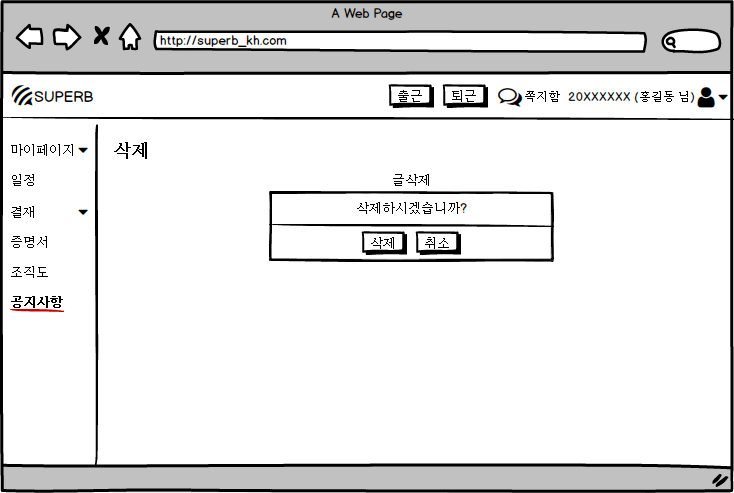 A Web Page
http://superb_kh.com
SUPERB
출근 퇴근 쪽지함 20XXXXXX (홍길동 님)
마이페이지
일정
결재
증명서
조직도
공지사항
삭제
글삭제
삭제하시겠습니까?
삭제 취소